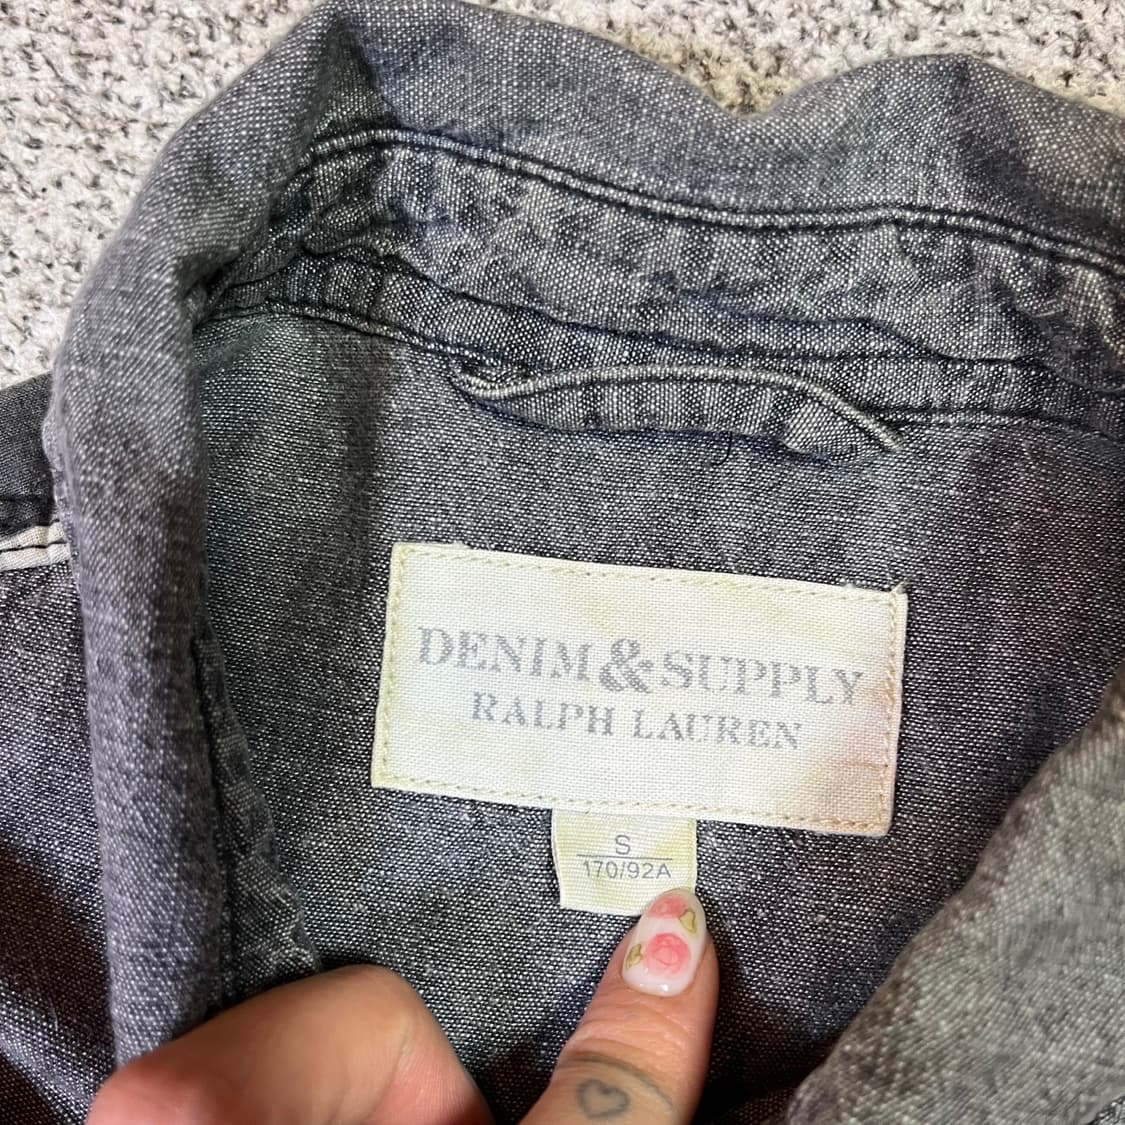 DENIM&SUPPLY
RALPH LAUREN
S
170/92A